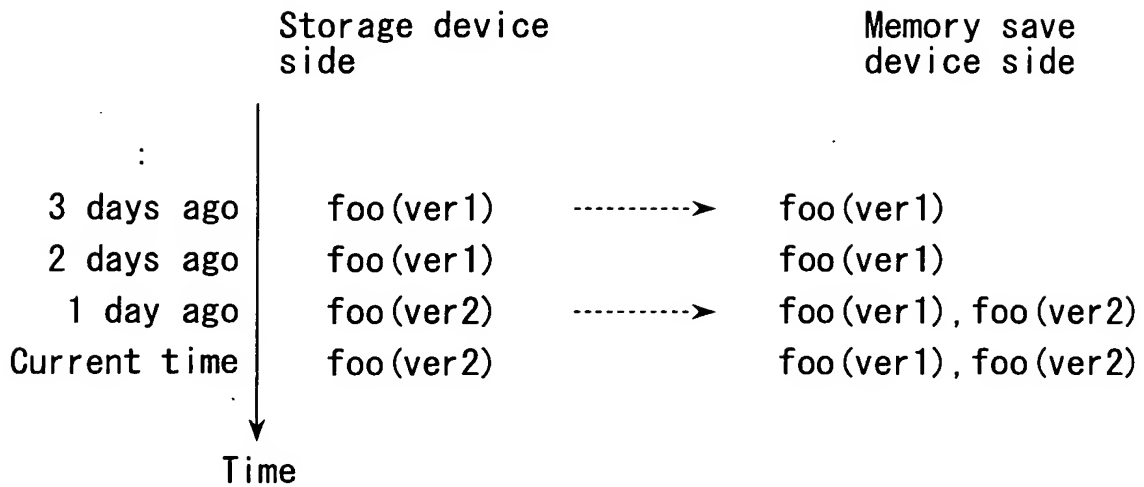 Storage device side
Memory save device side
:
3 days ago foo(ver1) foo(ver1)
2 days ago foo(ver1) foo(ver1)
1 day ago foo(ver2) foo(ver1),foo(ver2)
Current time foo(ver2) foo(ver1),foo(ver2)
Time